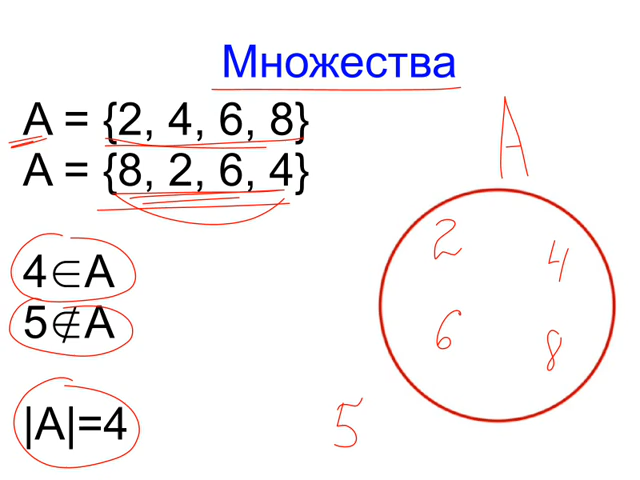 Множества
A = {2, 4, 6, 8}
A = {8, 2, 6, 4}
A
2 4
4∈A
5∉A
6 8
|A|=4
5